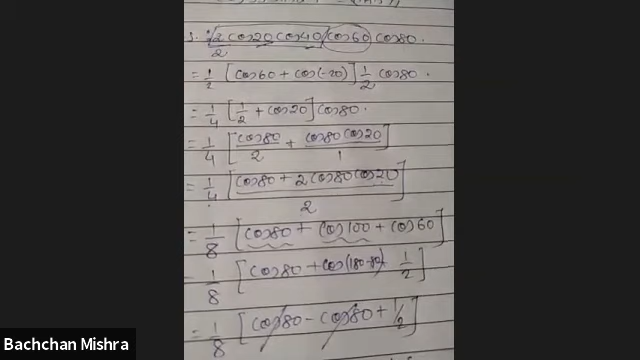 3. [2 cos20 cos40] cos60 cos80.
2
= 1/2 [cos60 + cos(-20)] 1/2 cos80.
= 1/4 [1/2 + cos20] cos80.
= 1/4 [cos80/2 + cos80 cos20/1]
= 1/4 [cos80 + 2 cos80 cos20 / 2]
= 1/8 [cos80 + cos100 + cos60]
1/8 [cos80 + cos(180-80) 1/2]
= 1/8 [cos80 - cos80 + 1/2]
Bachchan Mishra